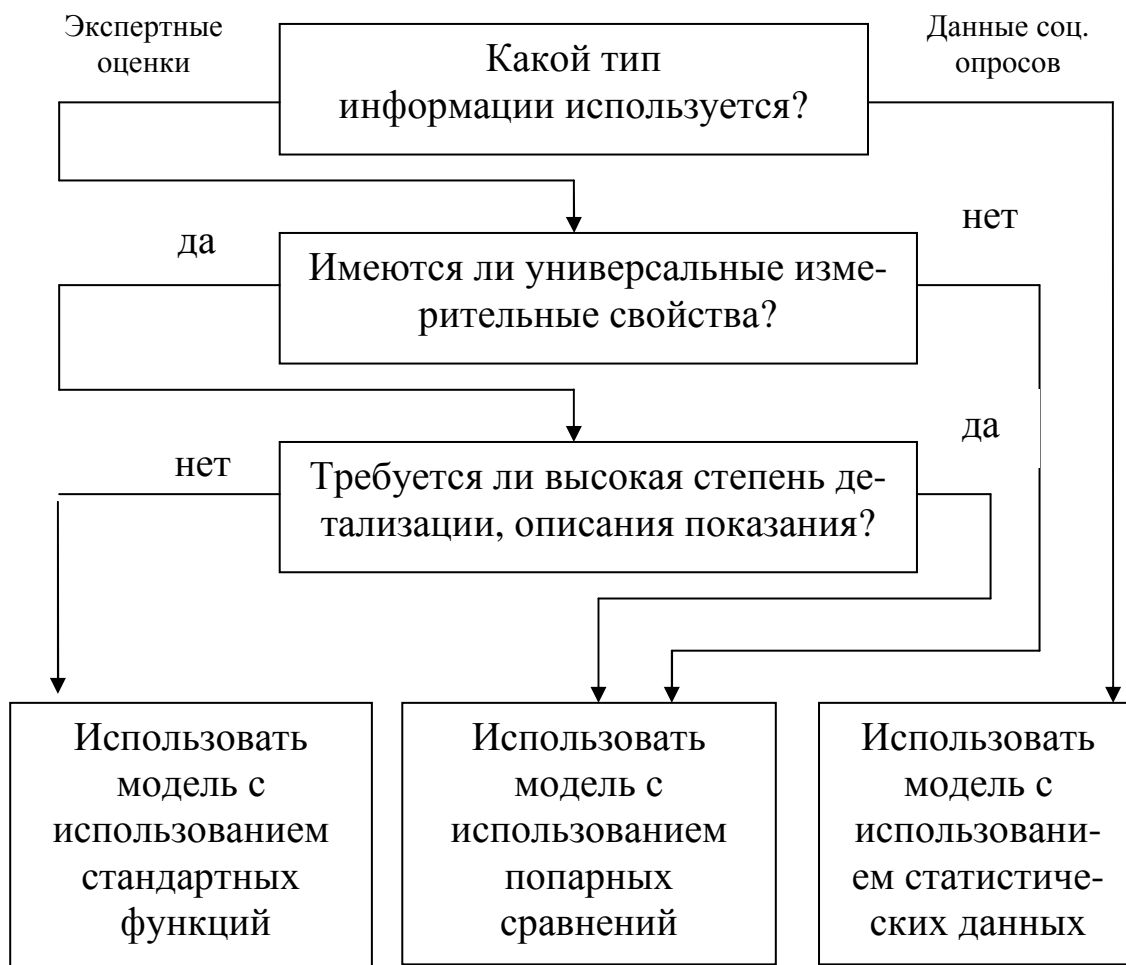 Экспертные
оценки
Какой тип
информации используется?
Данные соц.
опросов
да
нет
Имеются ли универсальные изме-
рительные свойства?
нет
да
Требуется ли высокая степень де-
тализации, описания показания?
Использовать
модель с
использованием
стандартных
функций
Использовать
модель с
использованием
попарных
сравнений
Использовать
модель с
использовани-
ем статистиче-
ских данных